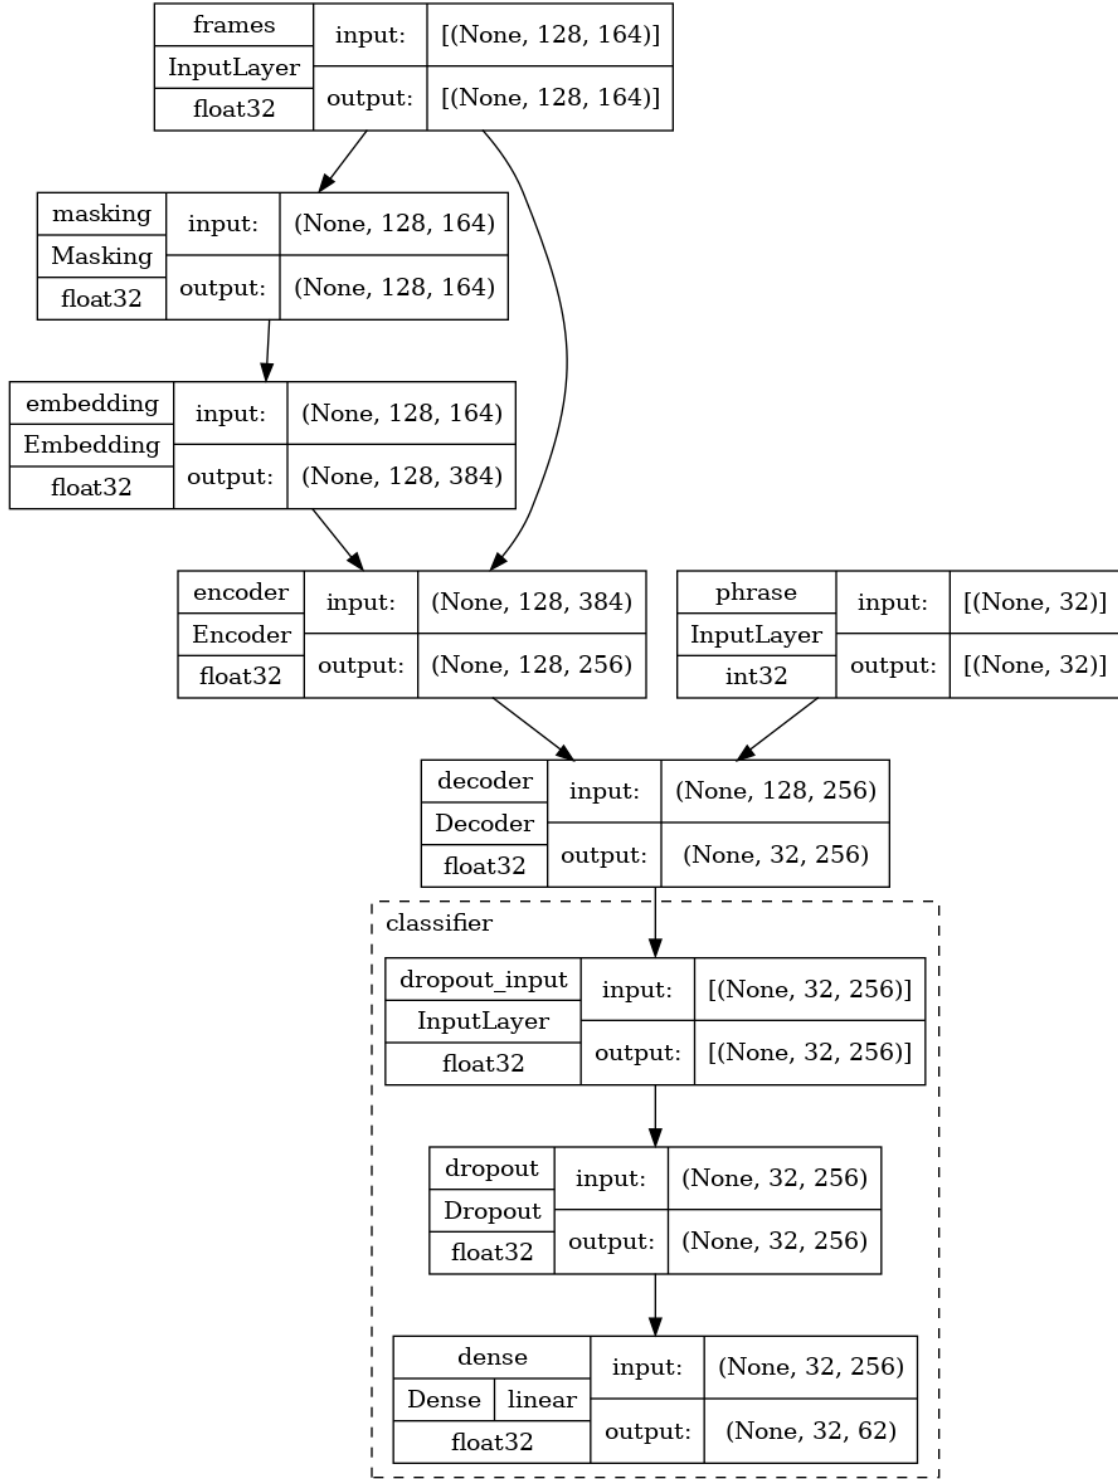 frames
InputLayer
float32
input:
[(None, 128, 164)]
output:
[(None, 128, 164)]
masking
Masking
float32
input:
(None, 128, 164)
output:
(None, 128, 164)
embedding
Embedding
float32
input:
(None, 128, 164)
output:
(None, 128, 384)
encoder
Encoder
float32
input:
(None, 128, 384)
output:
(None, 128, 256)
phrase
InputLayer
int32
input:
[(None, 32)]
output:
[(None, 32)]
decoder
Decoder
float32
input:
(None, 128, 256)
output:
(None, 32, 256)
classifier
dropout_input
InputLayer
float32
input:
[(None, 32, 256)]
output:
[(None, 32, 256)]
dropout
Dropout
float32
input:
(None, 32, 256)
output:
(None, 32, 256)
dense
Dense
linear
float32
input:
(None, 32, 256)
output:
(None, 32, 62)